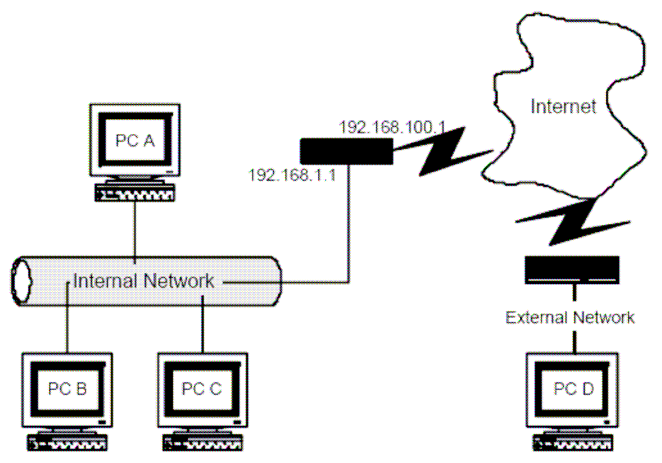 Internet
192.168.100.1
PC A
192.168.1.1
Internal Network
External Network
PC B
PC C
PC D